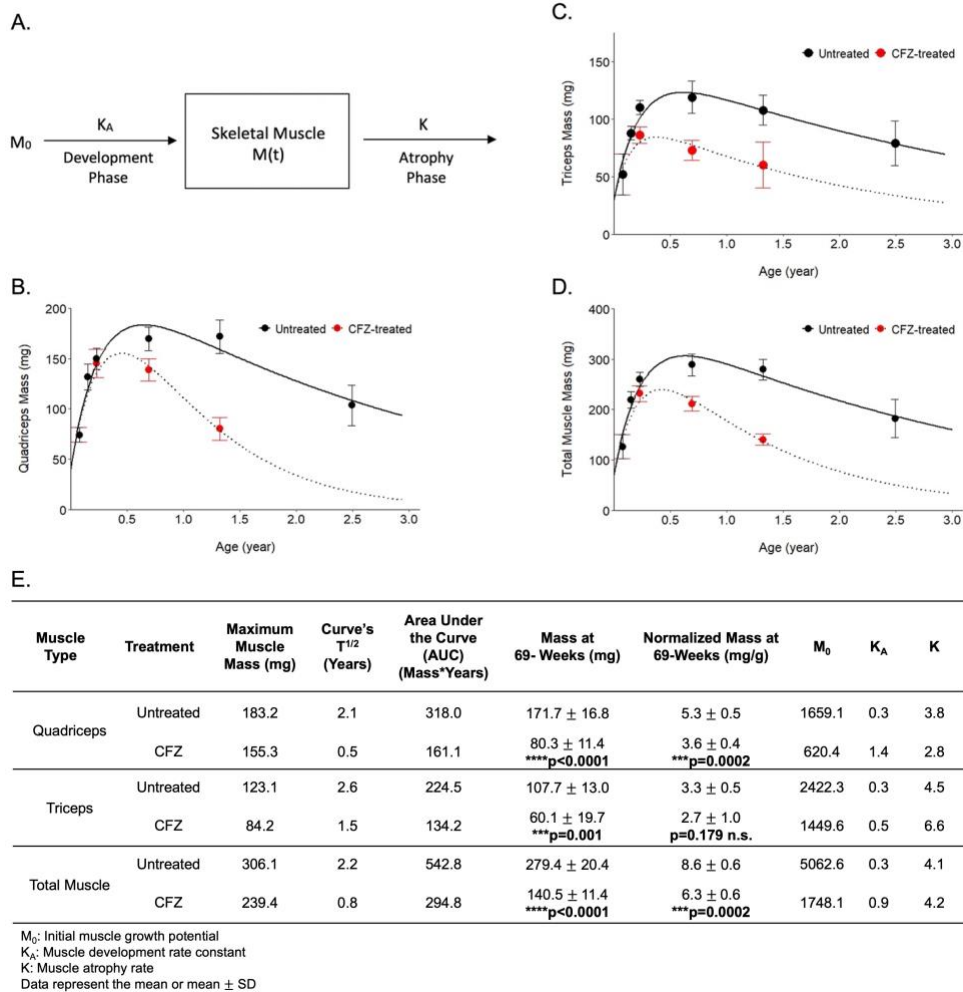 A.
M₀
K_A
Development
Phase
Skeletal Muscle
M(t)
K
Atrophy
Phase
C.
Untreated CFZ-treated
Triceps Mass (mg)
150
100
50
0
0.5 1.0 1.5 2.0 2.5 3.0
Age (year)
B.
Untreated CFZ-treated
Quadriceps Mass (mg)
200
150
100
50
0
0.5 1.0 1.5 2.0 2.5 3.0
Age (year)
D.
Untreated CFZ-treated
Total Muscle Mass (mg)
400
300
200
100
0
0.5 1.0 1.5 2.0 2.5 3.0
Age (year)
E.
Muscle Type Treatment Maximum Muscle Mass (mg) Curve's T^1/2 (Years) Area Under the Curve (AUC) (Mass*Years) Mass at 69- Weeks (mg) Normalized Mass at 69-Weeks (mg/g) M₀ K_A K
Quadriceps
Untreated 183.2 2.1 318.0 171.7 ± 16.8 5.3 ± 0.5 1659.1 0.3 3.8
CFZ 155.3 0.5 161.1 80.3 ± 11.4 3.6 ± 0.4 620.4 1.4 2.8
****p<0.0001 ***p=0.0002
Triceps
Untreated 123.1 2.6 224.5 107.7 ± 13.0 3.3 ± 0.5 2422.3 0.3 4.5
CFZ 84.2 1.5 134.2 60.1 ± 19.7 2.7 ± 1.0 1449.6 0.5 6.6
***p=0.001 p=0.179 n.s.
Total Muscle
Untreated 306.1 2.2 542.8 279.4 ± 20.4 8.6 ± 0.6 5062.6 0.3 4.1
CFZ 239.4 0.8 294.8 140.5 ± 11.4 6.3 ± 0.6 1748.1 0.9 4.2
****p<0.0001 ***p=0.0002
M₀: Initial muscle growth potential
K_A: Muscle development rate constant
K: Muscle atrophy rate
Data represent the mean or mean ± SD